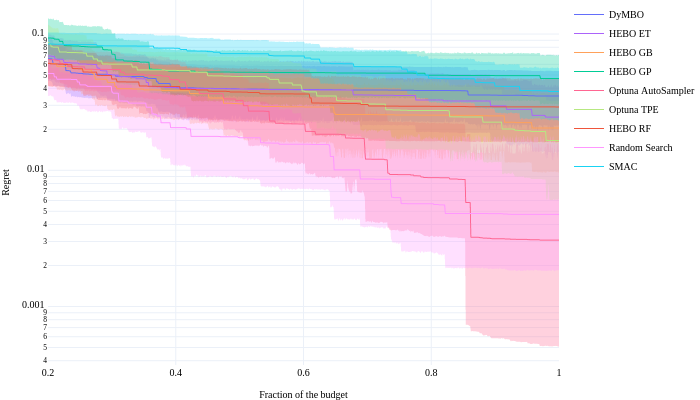 0.1
9
8
7
6
5
4
3
2
0.01
9
8
7
6
5
4
3
2
0.001
9
8
7
6
5
4
Regret
0.2
0.4
0.6
0.8
1
Fraction of the budget
DyMBO
HEBO ET
HEBO GB
HEBO GP
Optuna AutoSampler
Optuna TPE
HEBO RF
Random Search
SMAC